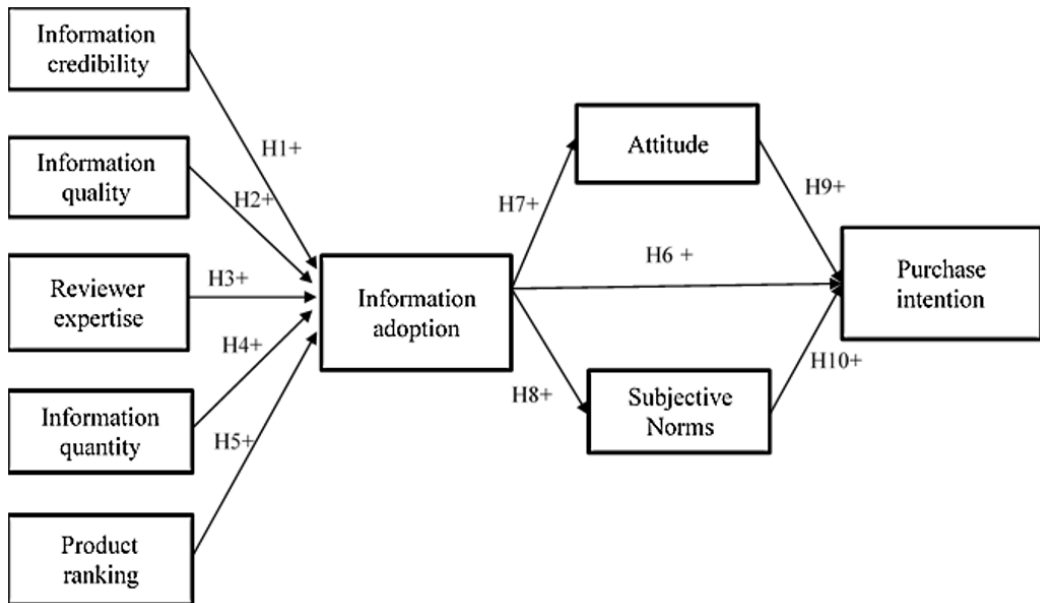 Information
credibility
Information
quality
Reviewer
expertise
Information
quantity
Product
ranking
H1+
H2+
H3+
H4+
H5+
Information
adoption
H7+
H6 +
H8+
Attitude
Subjective
Norms
H9+
H10+
Purchase
intention